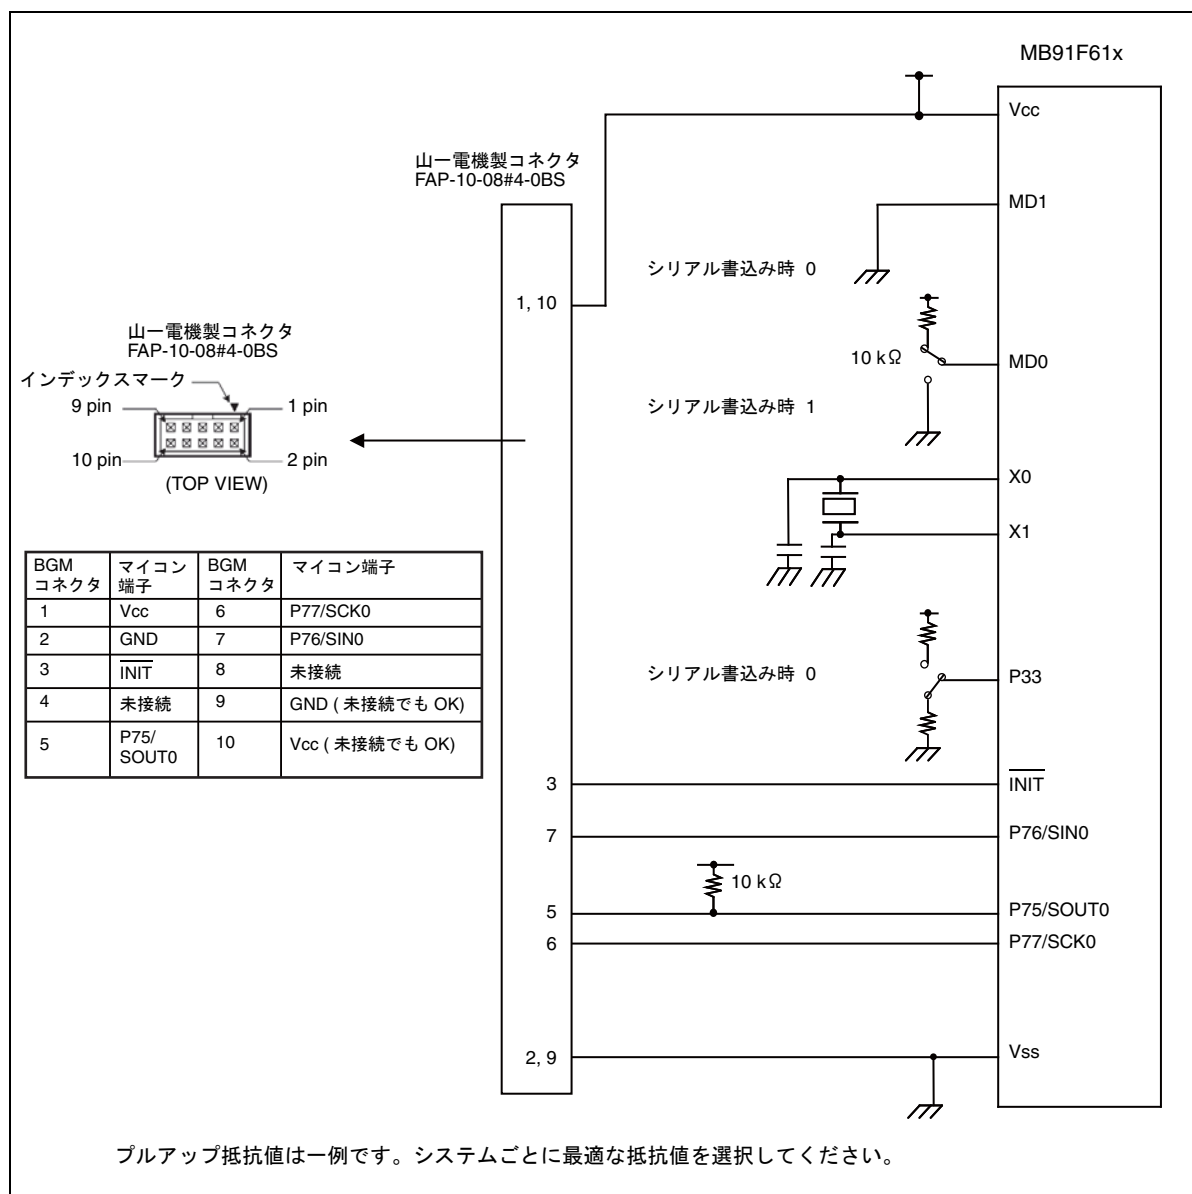 MB91F61x
Vcc
山一電機製コネクタ
FAP-10-08#4-0BS
MD1
シリアル書込み時 0
1, 10
山一電機製コネクタ
FAP-10-08#4-0BS
10 kΩ
MD0
インデックスマーク
9 pin
1 pin
シリアル書込み時 1
10 pin
2 pin
(TOP VIEW)
X0
X1
BGM コネクタ マイコン端子 BGM コネクタ マイコン端子
1 Vcc 6 P77/SCK0
2 GND 7 P76/SIN0
3 INIT 8 未接続
4 未接続 9 GND ( 未接続でも OK)
5 P75/SOUT0 10 Vcc ( 未接続でも OK)
シリアル書込み時 0
P33
3
INIT
7
P76/SIN0
10 kΩ
5
P75/SOUT0
6
P77/SCK0
2, 9
Vss
プルアップ抵抗値は一例です。システムごとに最適な抵抗値を選択してください。